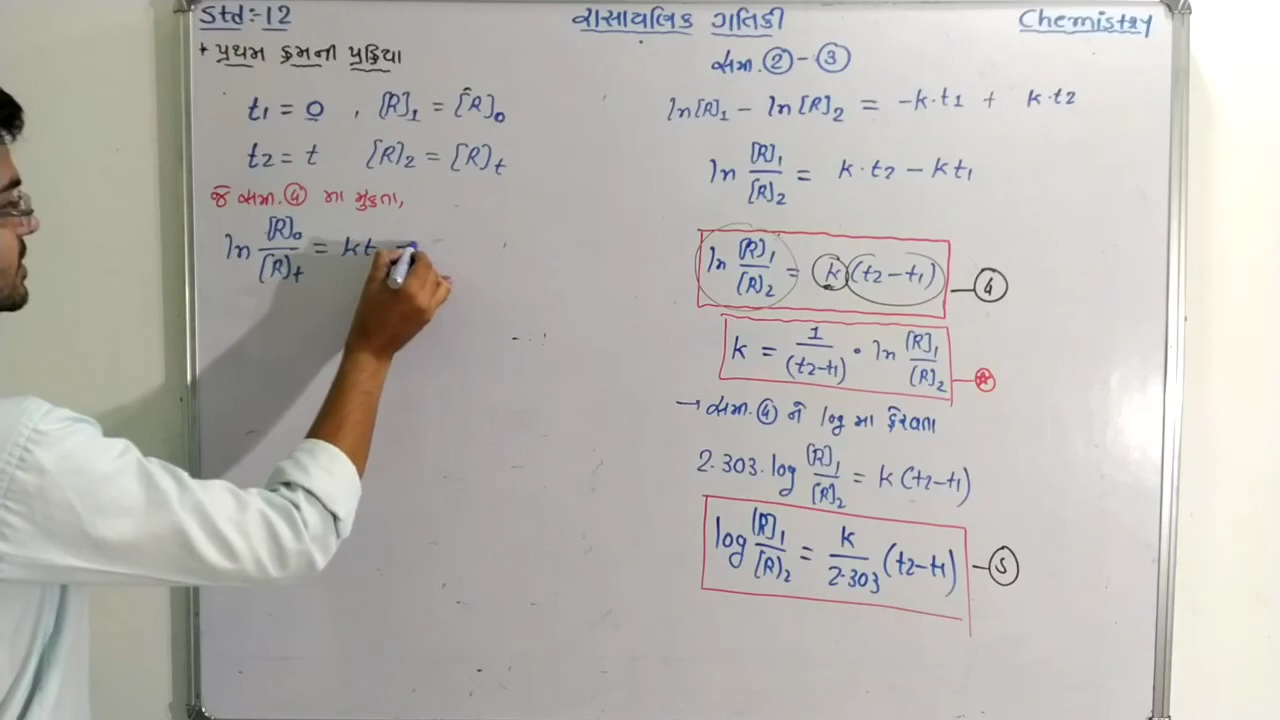 Std:-12
રાસાયણિક ગતિકી
Chemistry
+ પ્રથમ ક્રમની પ્રક્રિયા
t1 = 0 , [R]1 = [R]0
t2 = t [R]2 = [R]t
જે સમી. ④ મા મુકતા,
ln [R]0/[R]t = kt
સમી. ② - ③
ln[R]1 - ln[R]2 = -k·t1 + k·t2
ln [R]1/[R]2 = k·t2 - kt1
ln [R]1/[R]2 = k(t2-t1) — ④
k = 1/(t2-t1) · ln [R]1/[R]2
→ સમી. ④ ને log મા ફેરવતા
2.303·log [R]1/[R]2 = k(t2-t1)
log [R]1/[R]2 = k/2.303 (t2-t1) — ⑤